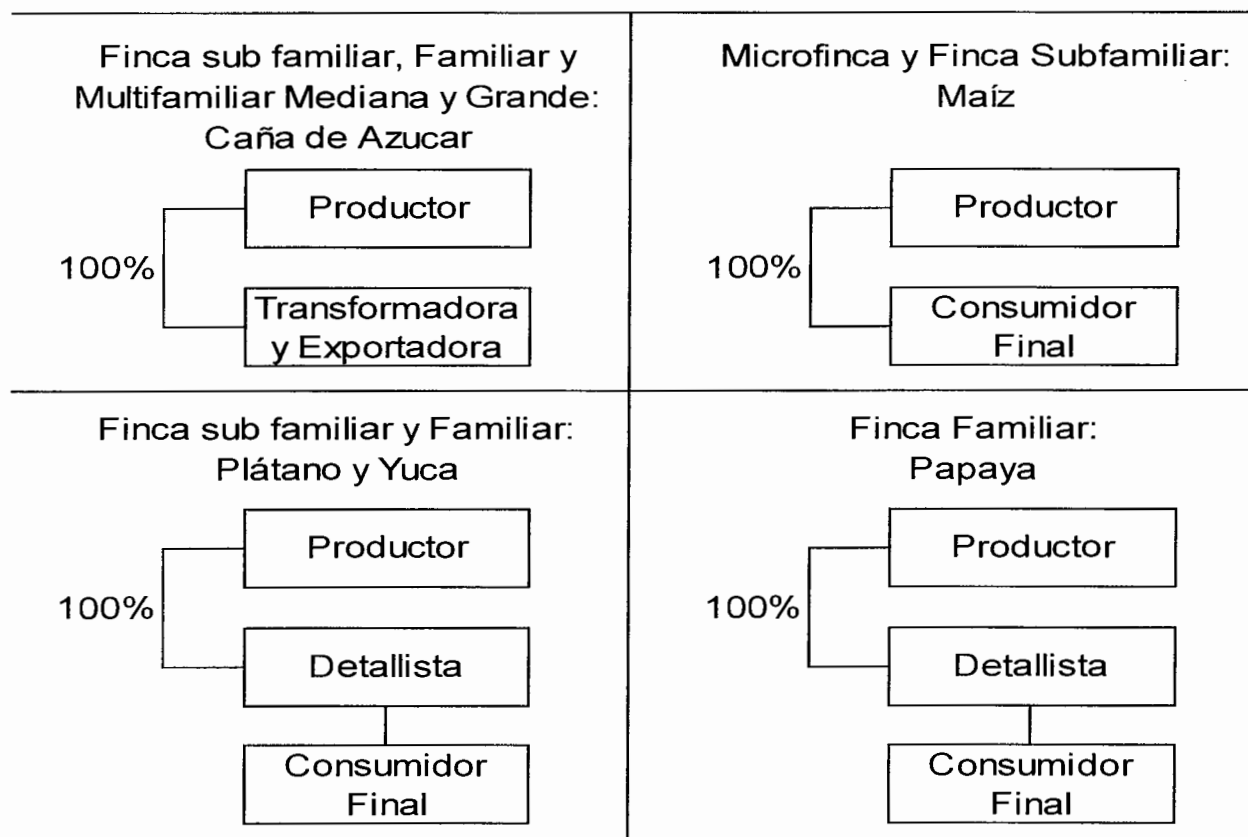 Finca sub familiar, Familiar y
Multifamiliar Mediana y Grande:
Caña de Azucar
Productor
100%
Transformadora
y Exportadora
Microfinca y Finca Subfamiliar:
Maíz
Productor
100%
Consumidor
Final
Finca sub familiar y Familiar:
Plátano y Yuca
Productor
100%
Detallista
Consumidor
Final
Finca Familiar:
Papaya
Productor
100%
Detallista
Consumidor
Final